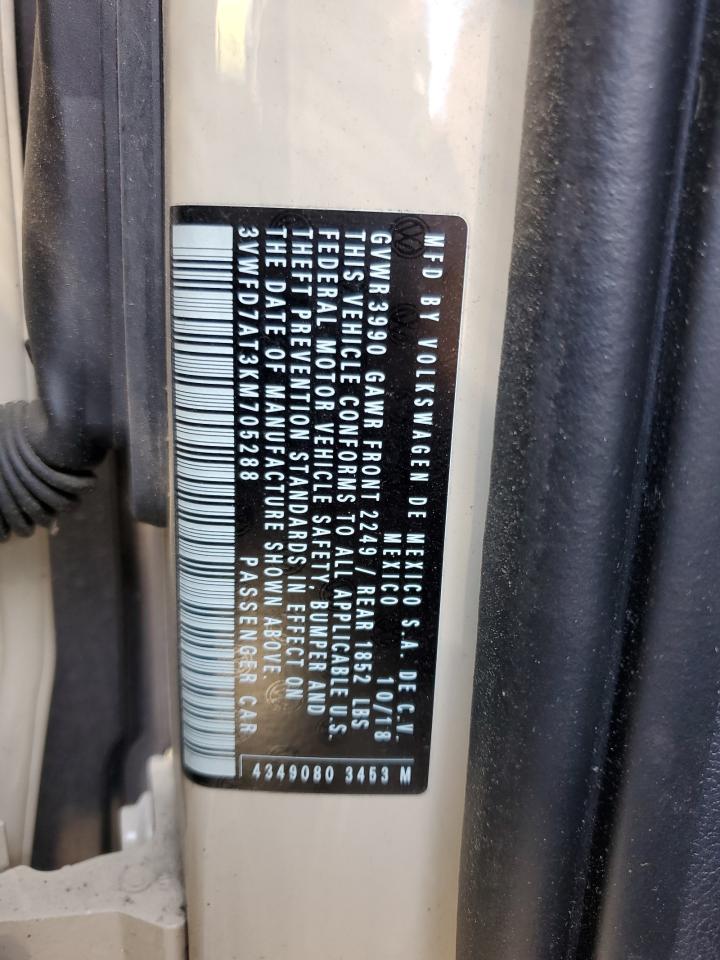 MFD BY VOLKSWAGEN DE MEXICO S.A. DE C.V.
MEXICO 10/18
GVWR 3990 GAWR FRONT 2249 / REAR 1852 LBS
THIS VEHICLE CONFORMS TO ALL APPLICABLE U.S.
FEDERAL MOTOR VEHICLE SAFETY, BUMPER AND
THEFT PREVENTION STANDARDS IN EFFECT ON
THE DATE OF MANUFACTURE SHOWN ABOVE.
3VWFD7AT3KM705288 PASSENGER CAR
4349080 3453 M